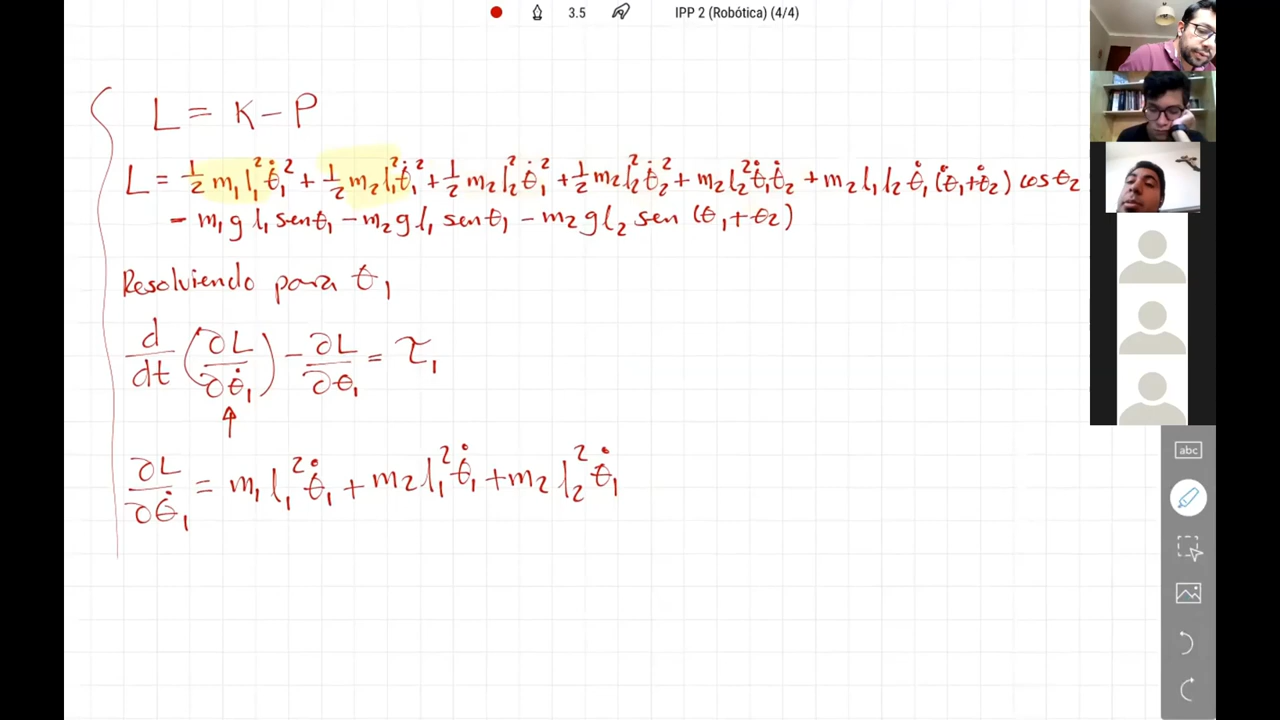 3.5 IPP 2 (Robótica) (4/4)
L = K - P
L = ½ m₁ l₁² θ̇₁² + ½ m₂ l₁² θ̇₁² + ½ m₂ l₂² θ̇₁² + ½ m₂ l₂² θ̇₂² + m₂ l₂² θ̇₁ θ̇₂ + m₂ l₁ l₂ θ̇₁ (θ̇₁ + θ̇₂) cos θ₂
- m₁ g l₁ sen θ₁ - m₂ g l₁ sen θ₁ - m₂ g l₂ sen (θ₁ + θ₂)
Resolviendo para θ₁
d/dt (∂L/∂θ̇₁) - ∂L/∂θ₁ = τ₁
∂L/∂θ̇₁ = m₁ l₁² θ̇₁ + m₂ l₁² θ̇₁ + m₂ l₂² θ̇₁
abc